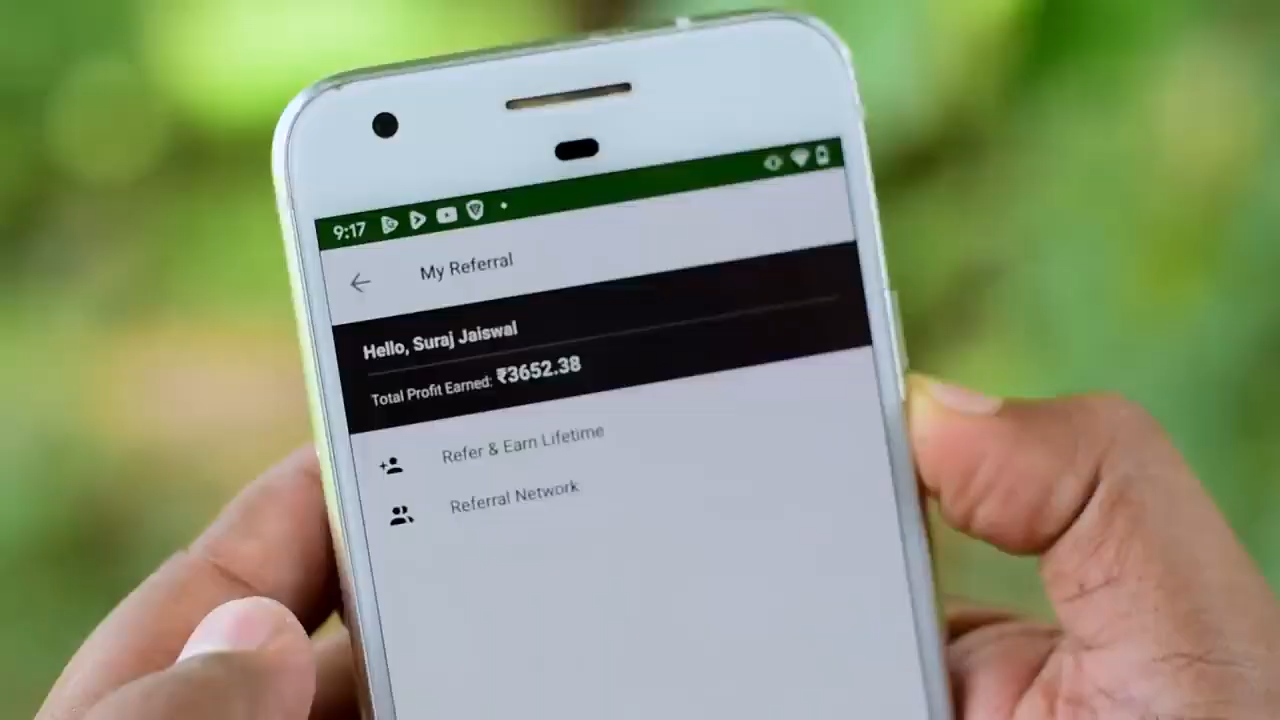 9:17
My Referral
Hello, Suraj Jaiswal
Total Profit Earned: ₹3652.38
Refer & Earn Lifetime
Referral Network